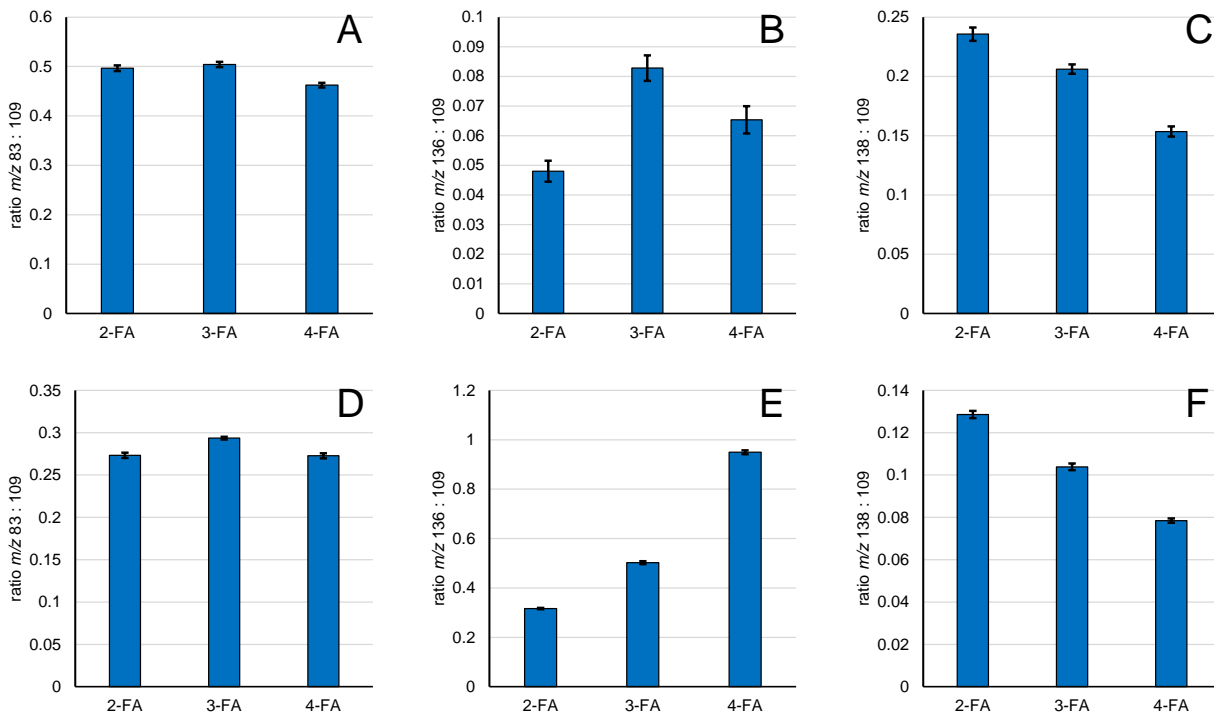 A
ratio m/z 83 : 109
0.6
0.5
0.4
0.3
0.2
0.1
0
2-FA 3-FA 4-FA
B
ratio m/z 136 : 109
0.1
0.09
0.08
0.07
0.06
0.05
0.04
0.03
0.02
0.01
0
2-FA 3-FA 4-FA
C
ratio m/z 138 : 109
0.25
0.2
0.15
0.1
0.05
0
2-FA 3-FA 4-FA
D
ratio m/z 83 : 109
0.35
0.3
0.25
0.2
0.15
0.1
0.05
0
2-FA 3-FA 4-FA
E
ratio m/z 136 : 109
1.2
1
0.8
0.6
0.4
0.2
0
2-FA 3-FA 4-FA
F
ratio m/z 138 : 109
0.14
0.12
0.1
0.08
0.06
0.04
0.02
0
2-FA 3-FA 4-FA